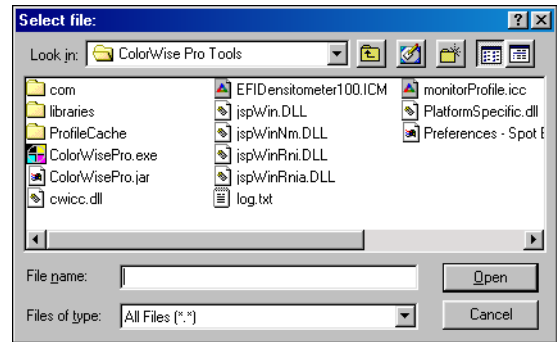 Select file:
Look in: ColorWise Pro Tools
com
libraries
ProfileCache
ColorWisePro.exe
ColorWisePro.jar
cwicc.dll
EFIDensitometer100.ICM
jspWin.DLL
jspWinNm.DLL
jspWinRni.DLL
jspWinRnia.DLL
log.txt
monitorProfile.icc
PlatformSpecific.dll
Preferences - Spot
File name:
Open
Files of type: All Files (*.*)
Cancel